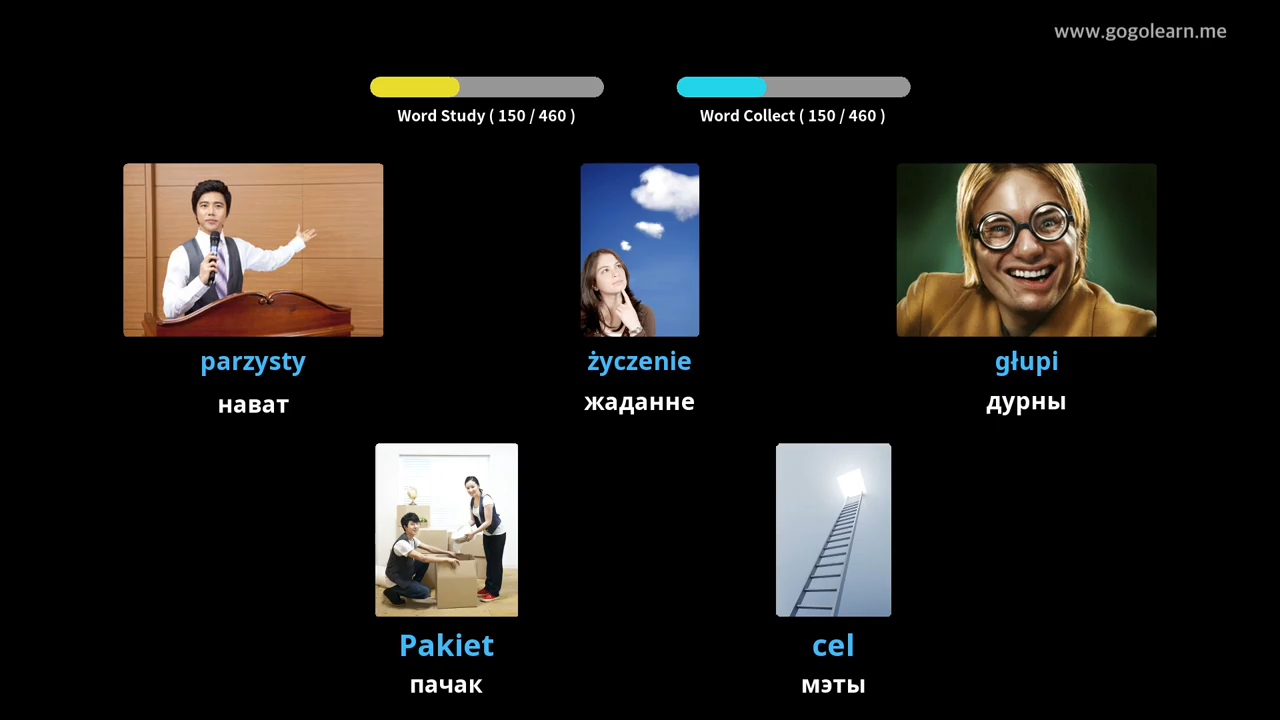 www.gogolearn.me
Word Study ( 150 / 460 )
Word Collect ( 150 / 460 )
parzysty
życzenie
głupi
нават
жаданне
дурны
Pakiet
cel
пачак
мэты